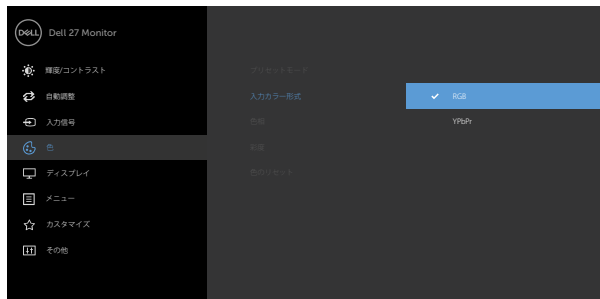 DELL Dell 27 Monitor
輝度/コントラスト
プリセットモード
自動調整
入力カラー形式
RGB
入力信号
色相
YPbPr
色
彩度
ディスプレイ
色のリセット
メニュー
カスタマイズ
その他